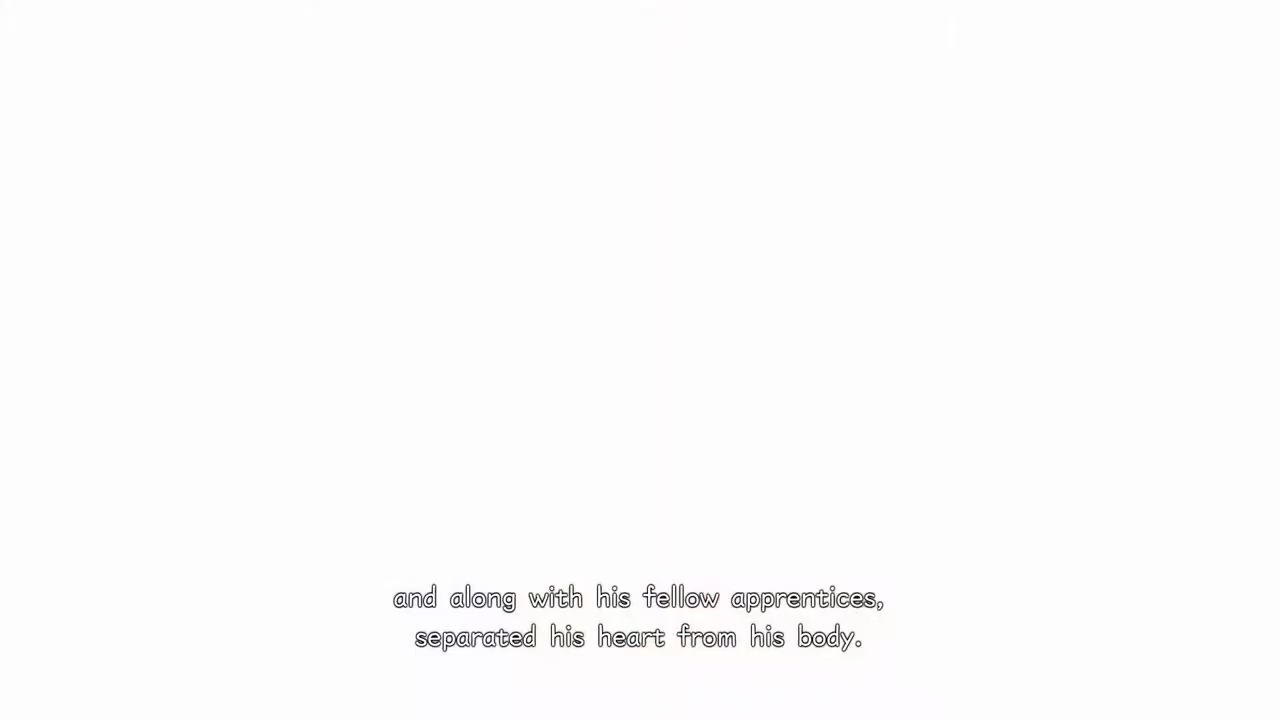 and along with his fellow apprentices,
separated his heart from his body.